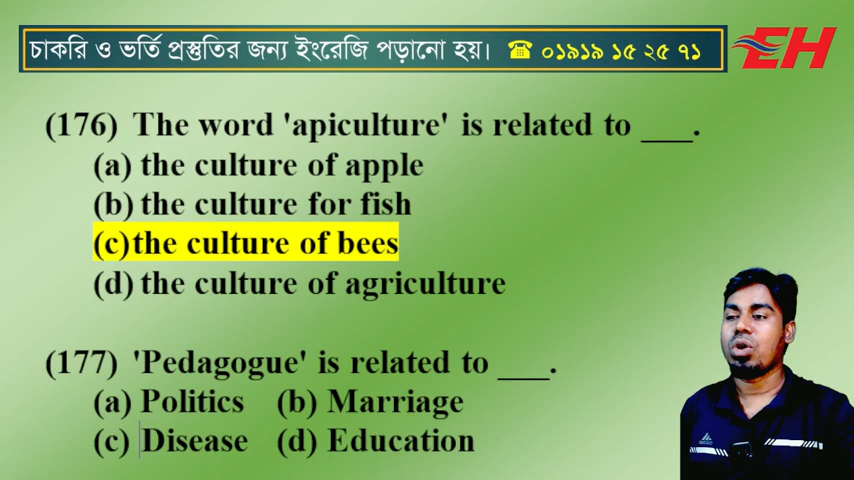 চাকরি ও ভর্তি প্রস্তুতির জন্য ইংরেজি পড়ানো হয়। ☎ ০১৯১৯ ১৫ ২৫ ৭১
EH
(176) The word 'apiculture' is related to ___.
(a) the culture of apple
(b) the culture for fish
(c) the culture of bees
(d) the culture of agriculture
(177) 'Pedagogue' is related to ___.
(a) Politics (b) Marriage
(c) Disease (d) Education